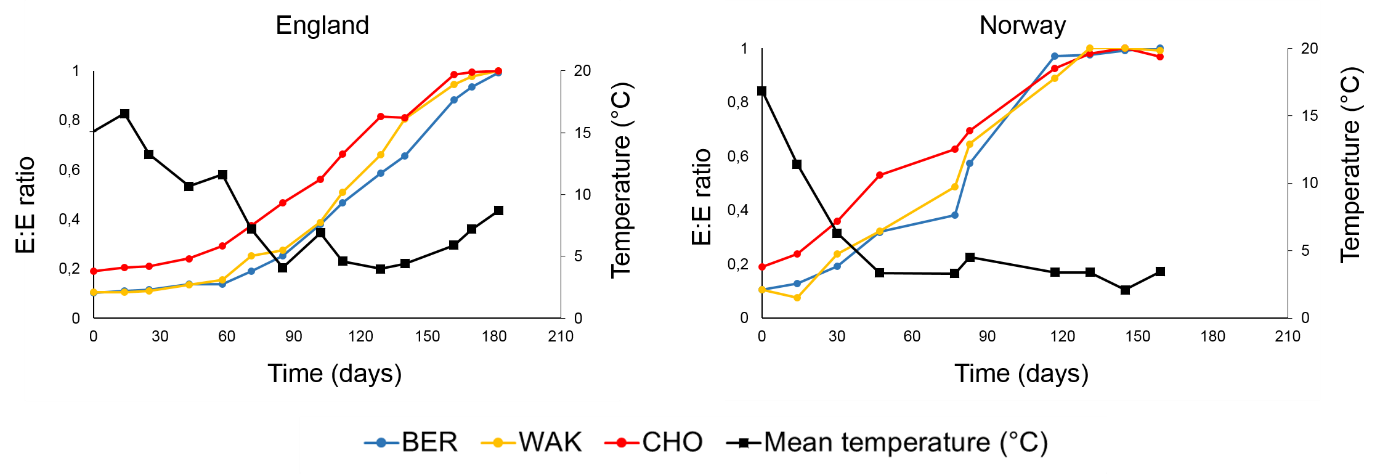 England
Norway
E:E ratio
1
0,8
0,6
0,4
0,2
0
20
15
10
5
0
Temperature (°C)
0 30 60 90 120 150 180 210
Time (days)
E:E ratio
1
0,8
0,6
0,4
0,2
0
20
15
10
5
0
Temperature (°C)
0 30 60 90 120 150 180 210
Time (days)
BER WAK CHO Mean temperature (°C)